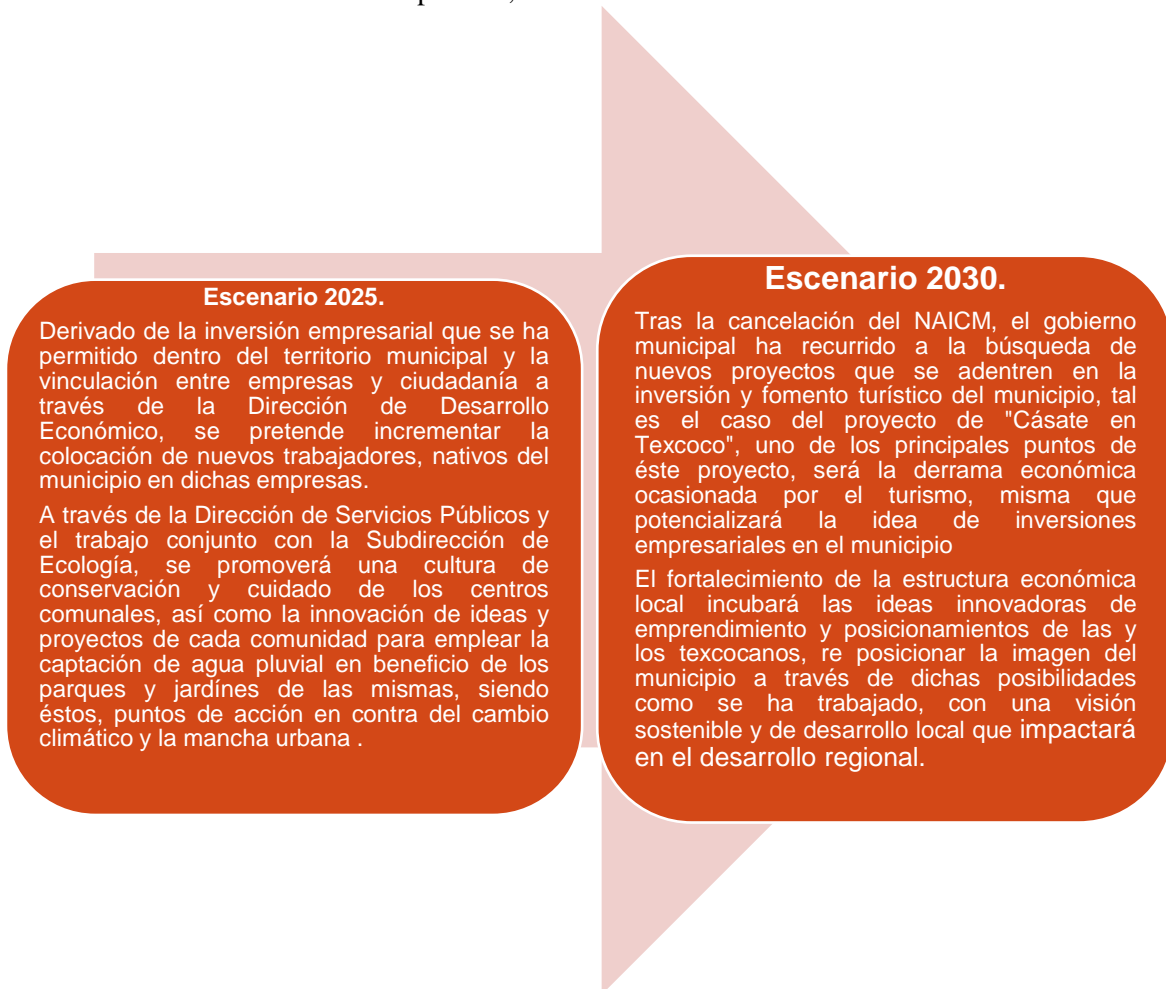 Escenario 2025.
Derivado de la inversión empresarial que se ha
permitido dentro del territorio municipal y la
vinculación entre empresas y ciudadanía a
través de la Dirección de Desarrollo
Económico, se pretende incrementar la
colocación de nuevos trabajadores, nativos del
municipio en dichas empresas.
A través de la Dirección de Servicios Públicos y
el trabajo conjunto con la Subdirección de
Ecología, se promoverá una cultura de
conservación y cuidado de los centros
comunales, así como la innovación de ideas y
proyectos de cada comunidad para emplear la
captación de agua pluvial en beneficio de los
parques y jardínes de las mismas, siendo
éstos, puntos de acción en contra del cambio
climático y la mancha urbana .
Escenario 2030.
Tras la cancelación del NAICM, el gobierno
municipal ha recurrido a la búsqueda de
nuevos proyectos que se adentren en la
inversión y fomento turístico del municipio, tal
es el caso del proyecto de "Cásate en
Texcoco", uno de los principales puntos de
éste proyecto, será la derrama económica
ocasionada por el turismo, misma que
potencializará la idea de inversiones
empresariales en el municipio
El fortalecimiento de la estructura económica
local incubará las ideas innovadoras de
emprendimiento y posicionamientos de las y
los texcocanos, re posicionar la imagen del
municipio a través de dichas posibilidades
como se ha trabajado, con una visión
sostenible y de desarrollo local que impactará
en el desarrollo regional.